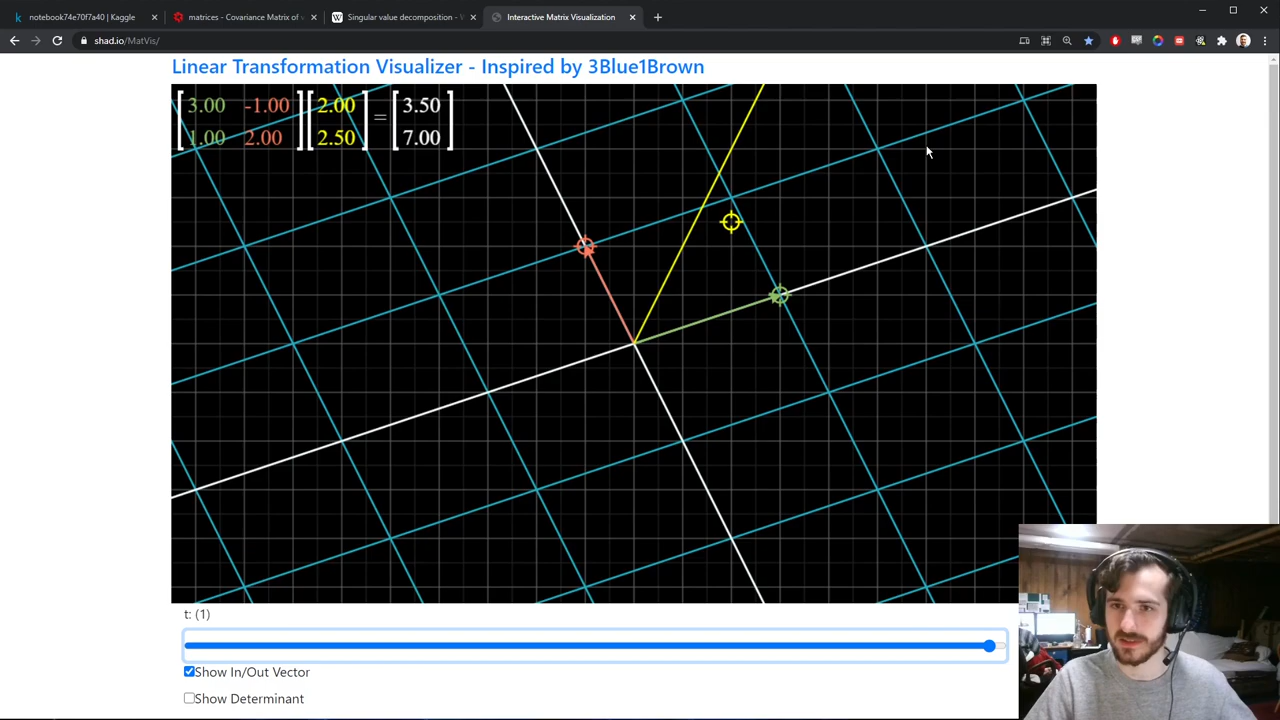 notebook74e70f7a40 | Kaggle
matrices - Covariance Matrix of v
Singular value decomposition - W
Interactive Matrix Visualization
shad.io/MatVis/
Linear Transformation Visualizer - Inspired by 3Blue1Brown
3.00 -1.00 2.00 = 3.50
1.00 2.00 2.50 7.00
t: (1)
Show In/Out Vector
Show Determinant